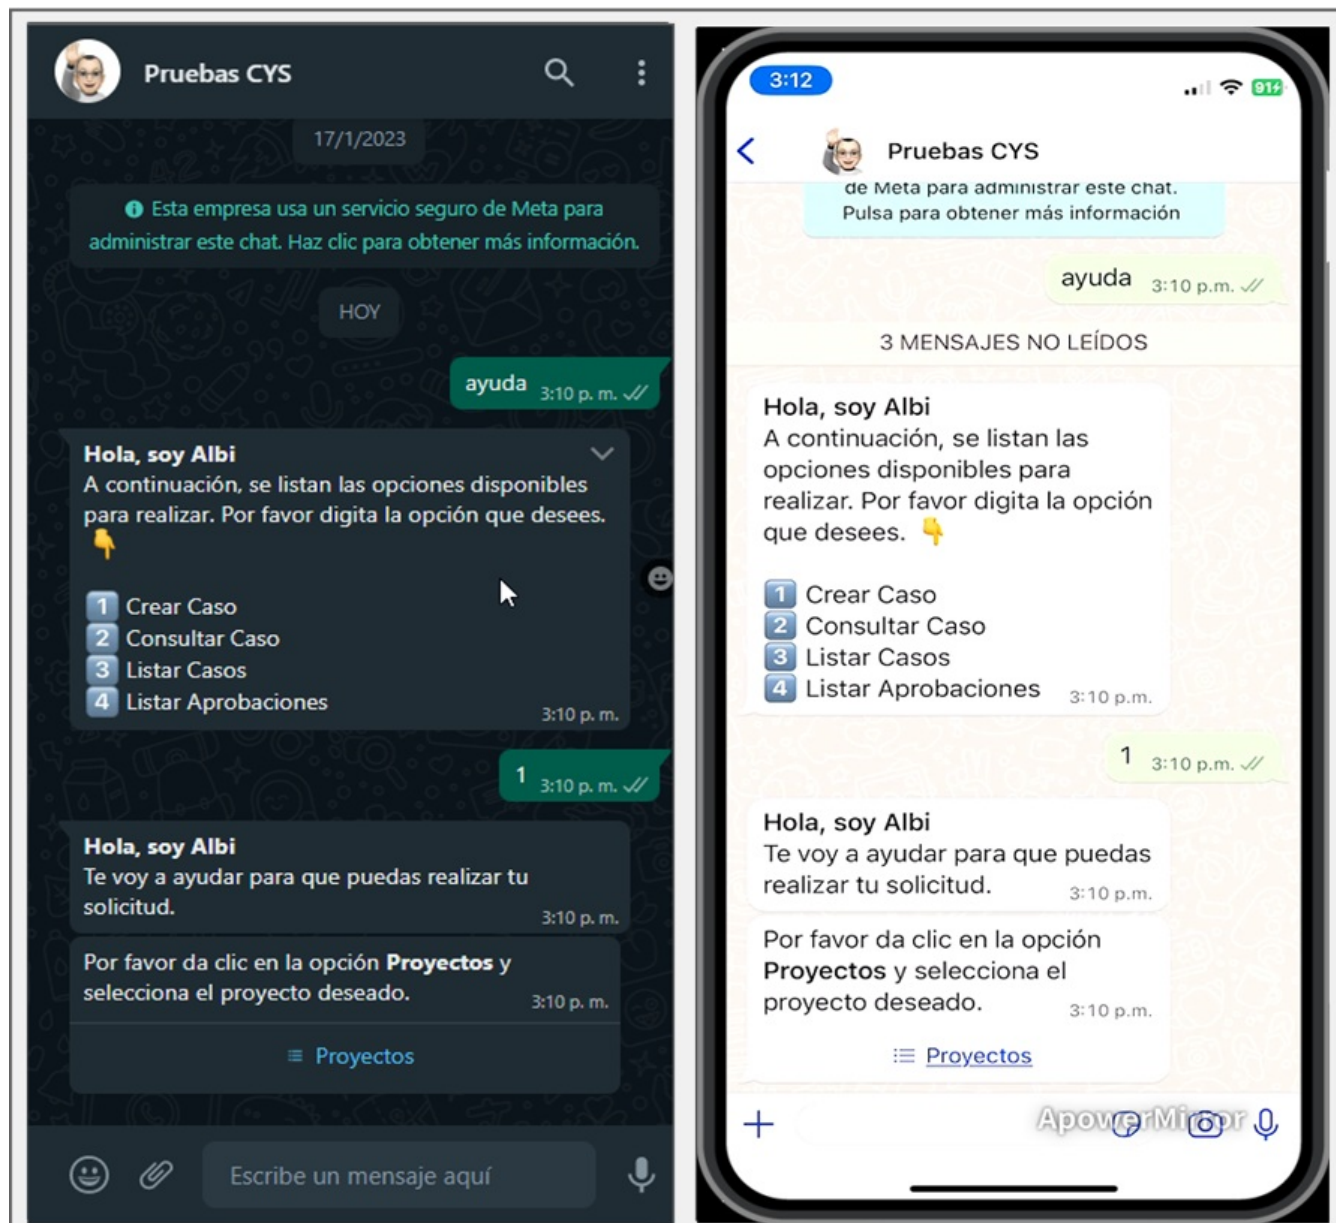 Pruebas CYS
17/1/2023
Esta empresa usa un servicio seguro de Meta para
administrar este chat. Haz clic para obtener más información.
HOY
ayuda 3:10 p. m.
Hola, soy Albi
A continuación, se listan las opciones disponibles
para realizar. Por favor digita la opción que desees.
1 Crear Caso
2 Consultar Caso
3 Listar Casos
4 Listar Aprobaciones
3:10 p. m.
1 3:10 p. m.
Hola, soy Albi
Te voy a ayudar para que puedas realizar tu
solicitud.
3:10 p. m.
Por favor da clic en la opción Proyectos y
selecciona el proyecto deseado.
3:10 p. m.
Proyectos
Escribe un mensaje aquí
3:12
91
Pruebas CYS
de Meta para administrar este chat.
Pulsa para obtener más información
ayuda 3:10 p.m.
3 MENSAJES NO LEÍDOS
Hola, soy Albi
A continuación, se listan las
opciones disponibles para
realizar. Por favor digita la opción
que desees.
1 Crear Caso
2 Consultar Caso
3 Listar Casos
4 Listar Aprobaciones 3:10 p.m.
1 3:10 p.m.
Hola, soy Albi
Te voy a ayudar para que puedas
realizar tu solicitud. 3:10 p.m.
Por favor da clic en la opción
Proyectos y selecciona el
proyecto deseado. 3:10 p.m.
Proyectos
ApowerMirror